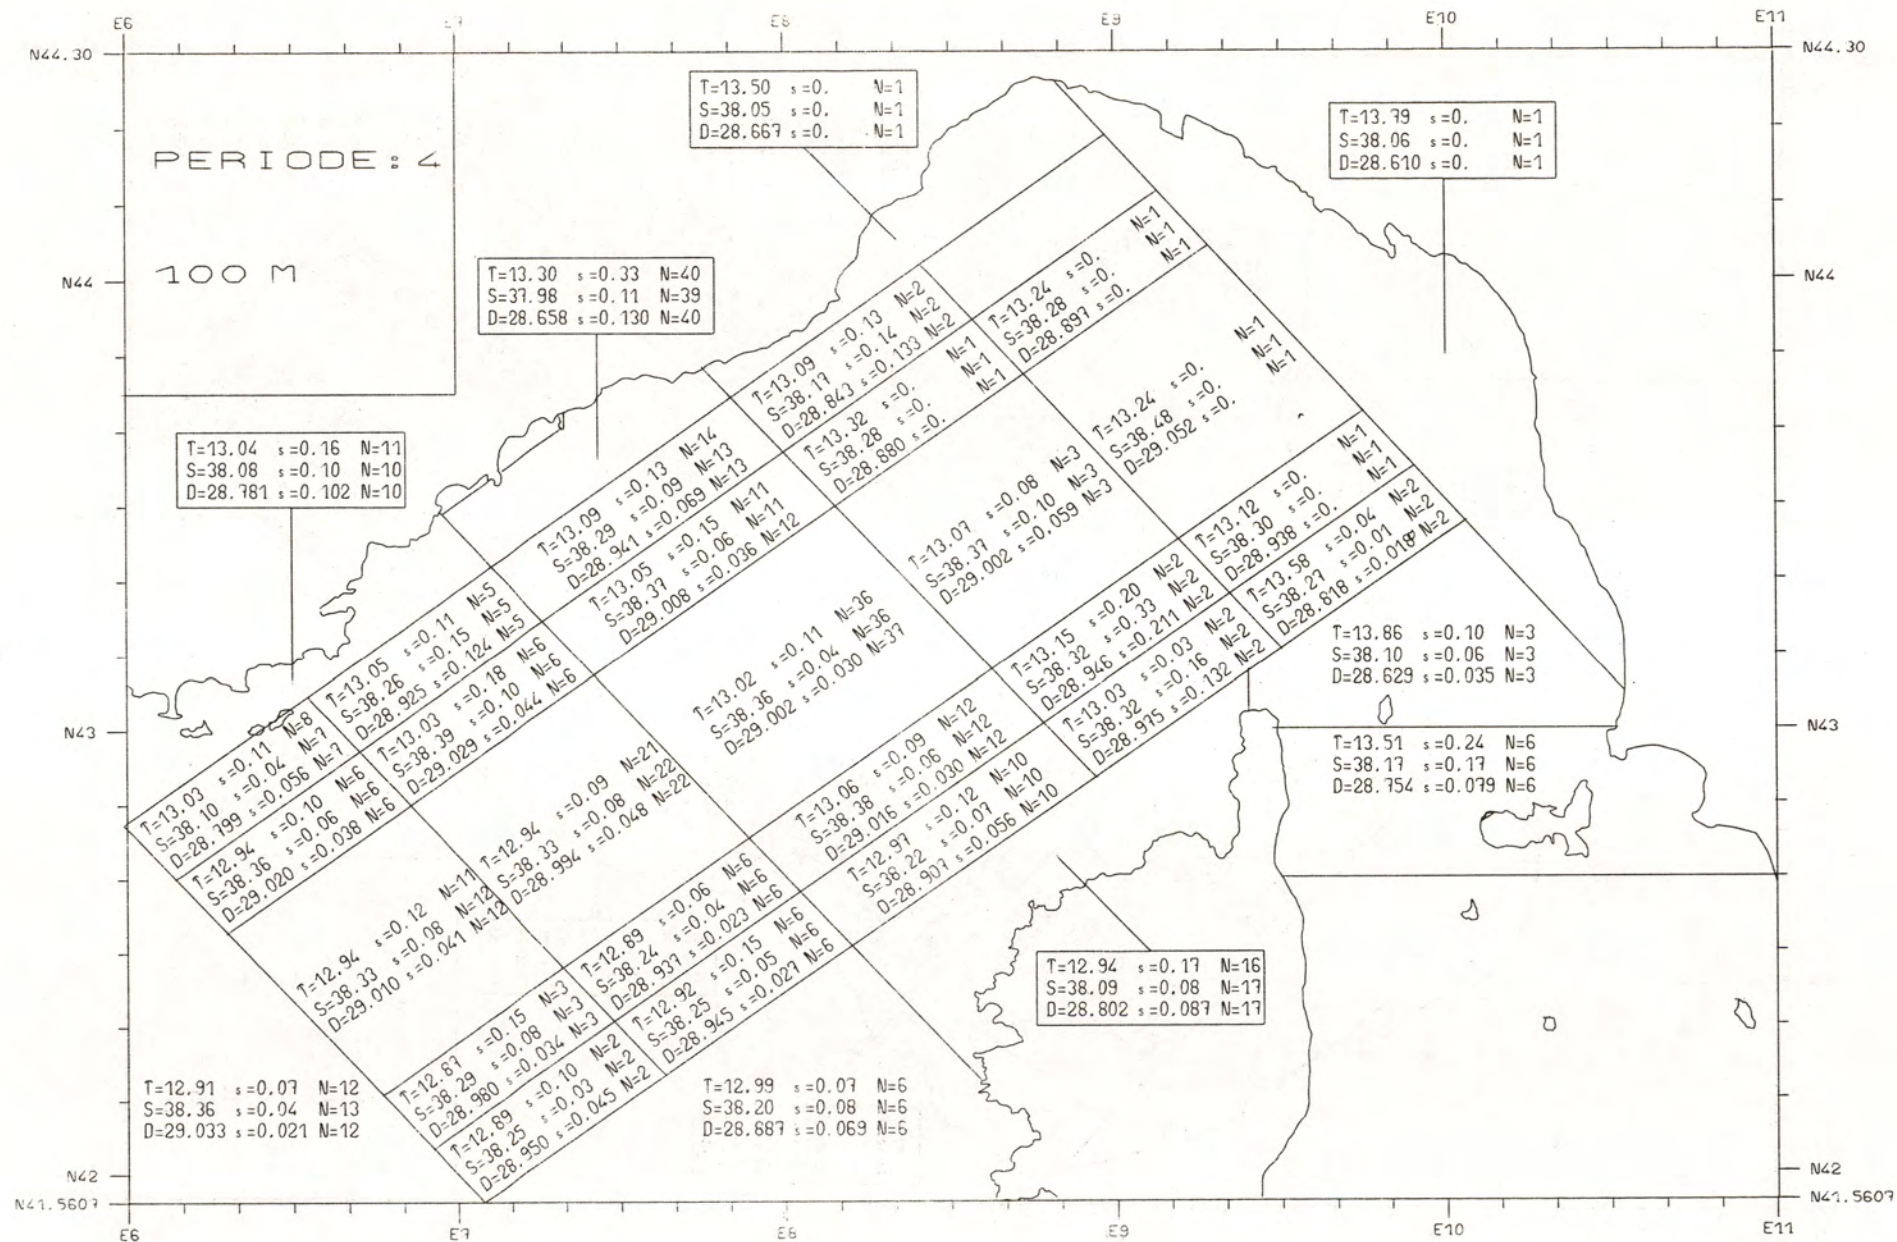 E6 E7 E8 E9 E10 E11
N44.30 N44.30
PERIODE: 4
100 M
T=13.50 s=0. N=1
S=38.05 s=0. N=1
D=28.667 s=0. N=1
T=13.79 s=0. N=1
S=38.06 s=0. N=1
D=28.610 s=0. N=1
N44 N44
T=13.30 s=0.33 N=40
S=37.98 s=0.11 N=39
D=28.658 s=0.130 N=40
T=13.04 s=0.16 N=11
S=38.08 s=0.10 N=10
D=28.781 s=0.102 N=10
T=13.24 s=0. N=1
S=38.28 s=0. N=1
D=28.897 s=0. N=1
T=13.09 s=0.13 N=2
S=38.17 s=0.14 N=2
D=28.843 s=0.133 N=2
T=13.32 s=0. N=1
S=38.28 s=0. N=1
D=28.880 s=0. N=1
T=13.24 s=0. N=1
S=38.48 s=0. N=1
D=29.052 s=0. N=1
T=13.09 s=0.13 N=14
S=38.29 s=0.09 N=13
D=28.941 s=0.069 N=13
T=13.05 s=0.15 N=11
S=38.37 s=0.06 N=11
D=29.008 s=0.036 N=12
T=13.07 s=0.08 N=3
S=38.37 s=0.10 N=3
D=29.002 s=0.059 N=3
T=13.12 s=0. N=1
S=38.30 s=0. N=1
D=28.938 s=0. N=1
T=13.58 s=0.04 N=2
S=38.27 s=0.01 N=2
D=28.818 s=0.018 N=2
T=13.05 s=0.11 N=5
S=38.26 s=0.15 N=5
D=28.925 s=0.124 N=5
T=13.03 s=0.18 N=6
S=38.39 s=0.10 N=6
D=29.029 s=0.044 N=6
T=13.02 s=0.11 N=36
S=38.36 s=0.04 N=36
D=29.002 s=0.030 N=37
T=13.15 s=0.20 N=2
S=38.32 s=0.33 N=2
D=28.946 s=0.211 N=2
T=13.03 s=0.03 N=2
S=38.32 s=0.16 N=2
D=28.975 s=0.132 N=2
T=13.86 s=0.10 N=3
S=38.10 s=0.06 N=3
D=28.629 s=0.035 N=3
N43 N43
T=13.51 s=0.24 N=6
S=38.17 s=0.17 N=6
D=28.754 s=0.079 N=6
T=13.03 s=0.11 N=8
S=38.10 s=0.04 N=7
D=28.799 s=0.056 N=7
T=12.94 s=0.10 N=6
S=38.36 s=0.06 N=6
D=29.020 s=0.038 N=6
T=12.94 s=0.09 N=21
S=38.33 s=0.08 N=22
D=28.994 s=0.048 N=22
T=13.06 s=0.09 N=12
S=38.38 s=0.06 N=12
D=29.016 s=0.030 N=12
T=12.97 s=0.12 N=10
S=38.22 s=0.07 N=10
D=28.907 s=0.056 N=10
T=12.94 s=0.12 N=11
S=38.33 s=0.08 N=12
D=29.010 s=0.041 N=12
T=12.89 s=0.06 N=6
S=38.24 s=0.04 N=6
D=28.937 s=0.023 N=6
T=12.92 s=0.15 N=6
S=38.25 s=0.05 N=6
D=28.945 s=0.027 N=6
T=12.94 s=0.17 N=16
S=38.09 s=0.08 N=17
D=28.802 s=0.087 N=17
T=12.87 s=0.15 N=3
S=38.29 s=0.08 N=3
D=28.980 s=0.034 N=3
T=12.89 s=0.10 N=2
S=38.25 s=0.03 N=2
D=28.950 s=0.045 N=2
T=12.91 s=0.07 N=12
S=38.36 s=0.04 N=13
D=29.033 s=0.021 N=12
T=12.99 s=0.07 N=6
S=38.20 s=0.08 N=6
D=28.887 s=0.069 N=6
N42 N42
N41.5607 N41.5607
E6 E7 E8 E9 E10 E11